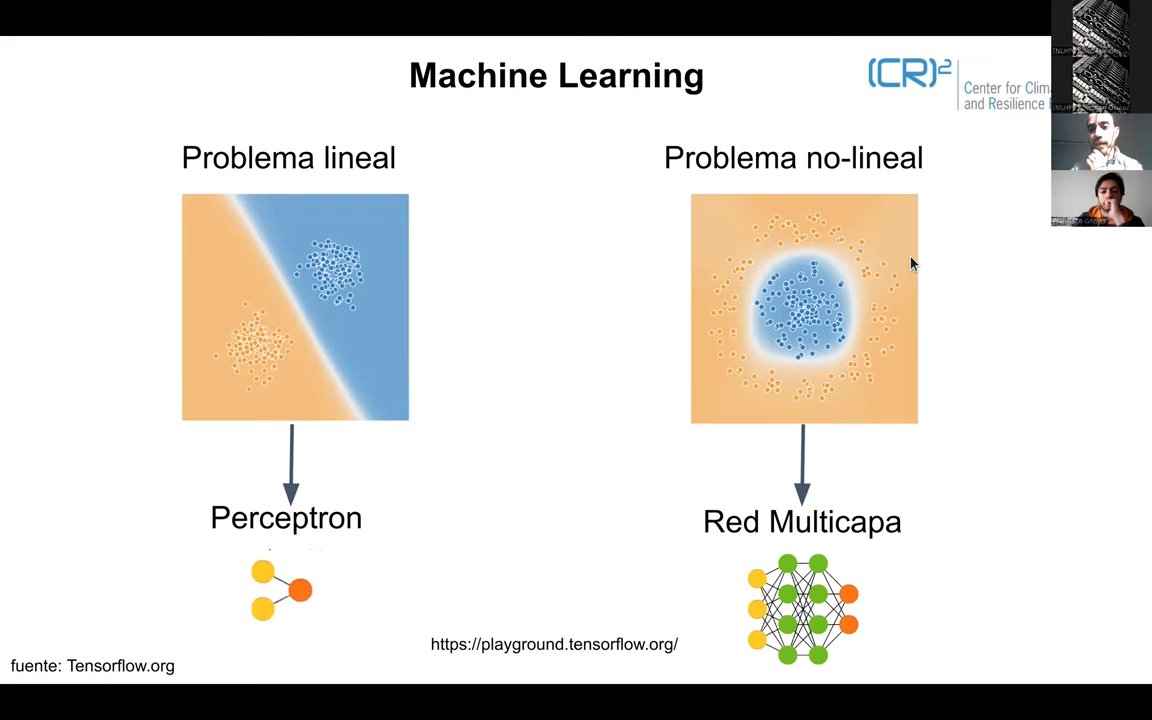 Machine Learning
(CR)²
Center for Clima
and Resilience
Problema lineal
Problema no-lineal
Perceptron
Red Multicapa
https://playground.tensorflow.org/
fuente: Tensorflow.org